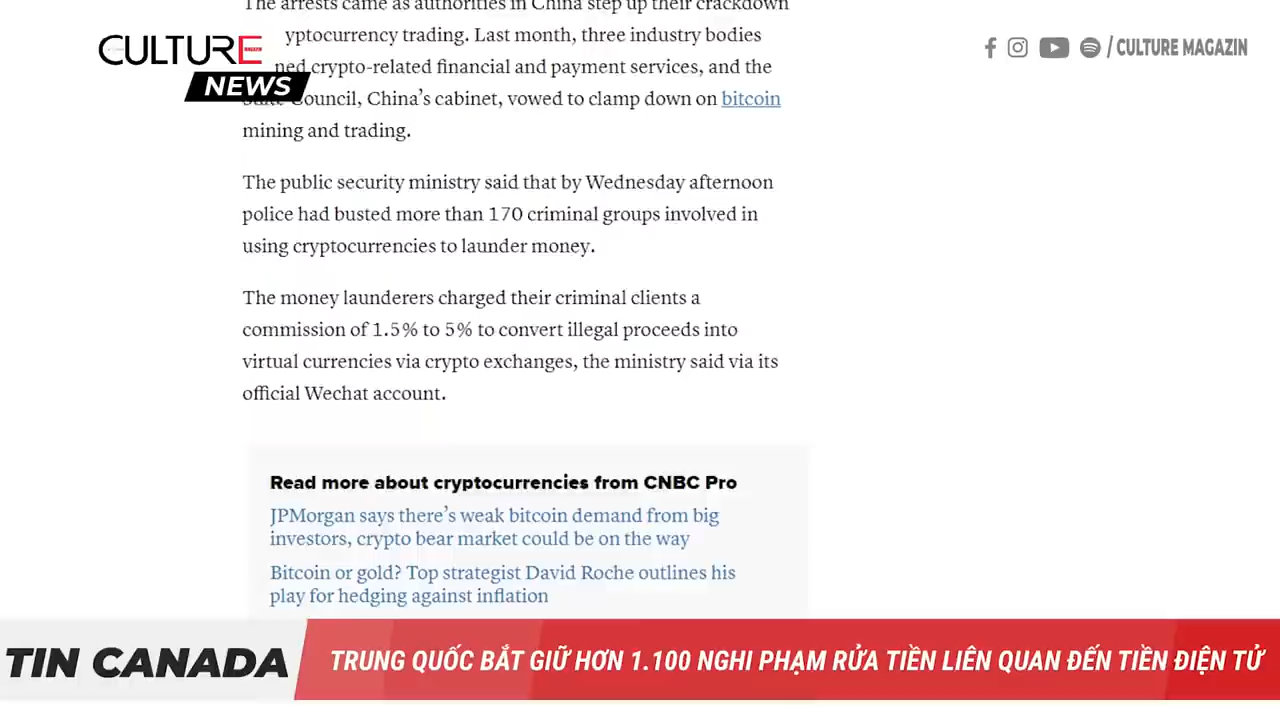 The arrests came as authorities in China step up their crackdown
CULTURE
yptocurrency trading. Last month, three industry bodies
/ CULTURE MAGAZIN
ned crypto-related financial and payment services, and the
NEWS
Council, China's cabinet, vowed to clamp down on bitcoin
mining and trading.
The public security ministry said that by Wednesday afternoon
police had busted more than 170 criminal groups involved in
using cryptocurrencies to launder money.
The money launderers charged their criminal clients a
commission of 1.5% to 5% to convert illegal proceeds into
virtual currencies via crypto exchanges, the ministry said via its
official Wechat account.
Read more about cryptocurrencies from CNBC Pro
JPMorgan says there's weak bitcoin demand from big
investors, crypto bear market could be on the way
Bitcoin or gold? Top strategist David Roche outlines his
play for hedging against inflation
TIN CANADA
TRUNG QUỐC BẮT GIỮ HƠN 1.100 NGHI PHẠM RỬA TIỀN LIÊN QUAN ĐẾN TIỀN ĐIỆN TỬ